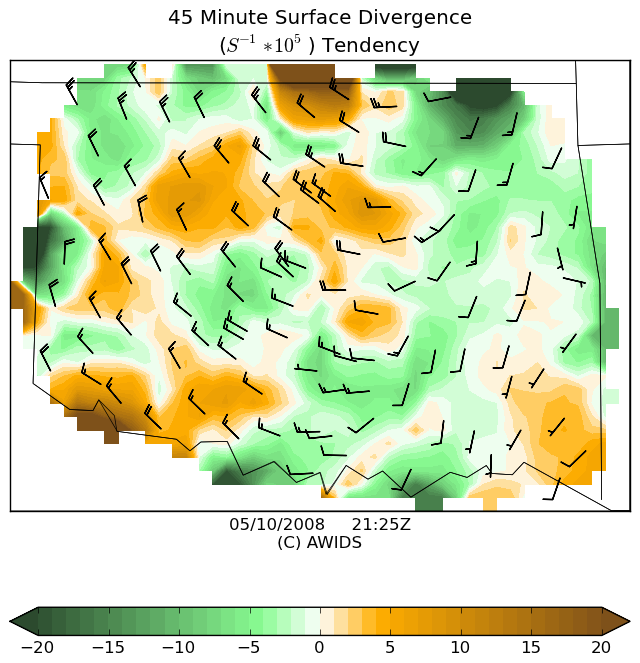 45 Minute Surface Divergence
(S⁻¹ *10⁵ ) Tendency
05/10/2008 21:25Z
(C) AWIDS
−20 −15 −10 −5 0 5 10 15 20